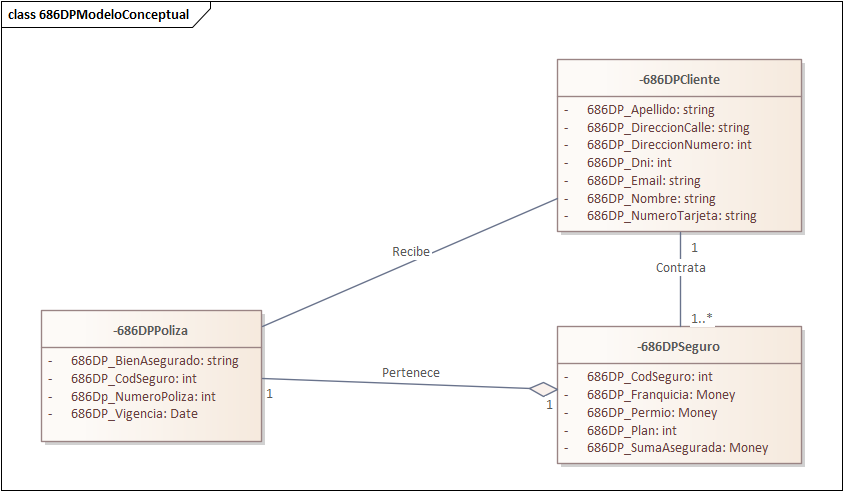 class 686DPModeloConceptual
-686DPCliente
- 686DP_Apellido: string
- 686DP_DireccionCalle: string
- 686DP_DireccionNumero: int
- 686DP_Dni: int
- 686DP_Email: string
- 686DP_Nombre: string
- 686DP_NumeroTarjeta: string
1
Contrata
1..*
Recibe
-686DPPoliza
- 686DP_BienAsegurado: string
- 686DP_CodSeguro: int
- 686Dp_NumeroPoliza: int
- 686DP_Vigencia: Date
Pertenece
1
1
-686DPSeguro
- 686DP_CodSeguro: int
- 686DP_Franquicia: Money
- 686DP_Permio: Money
- 686DP_Plan: int
- 686DP_SumaAsegurada: Money